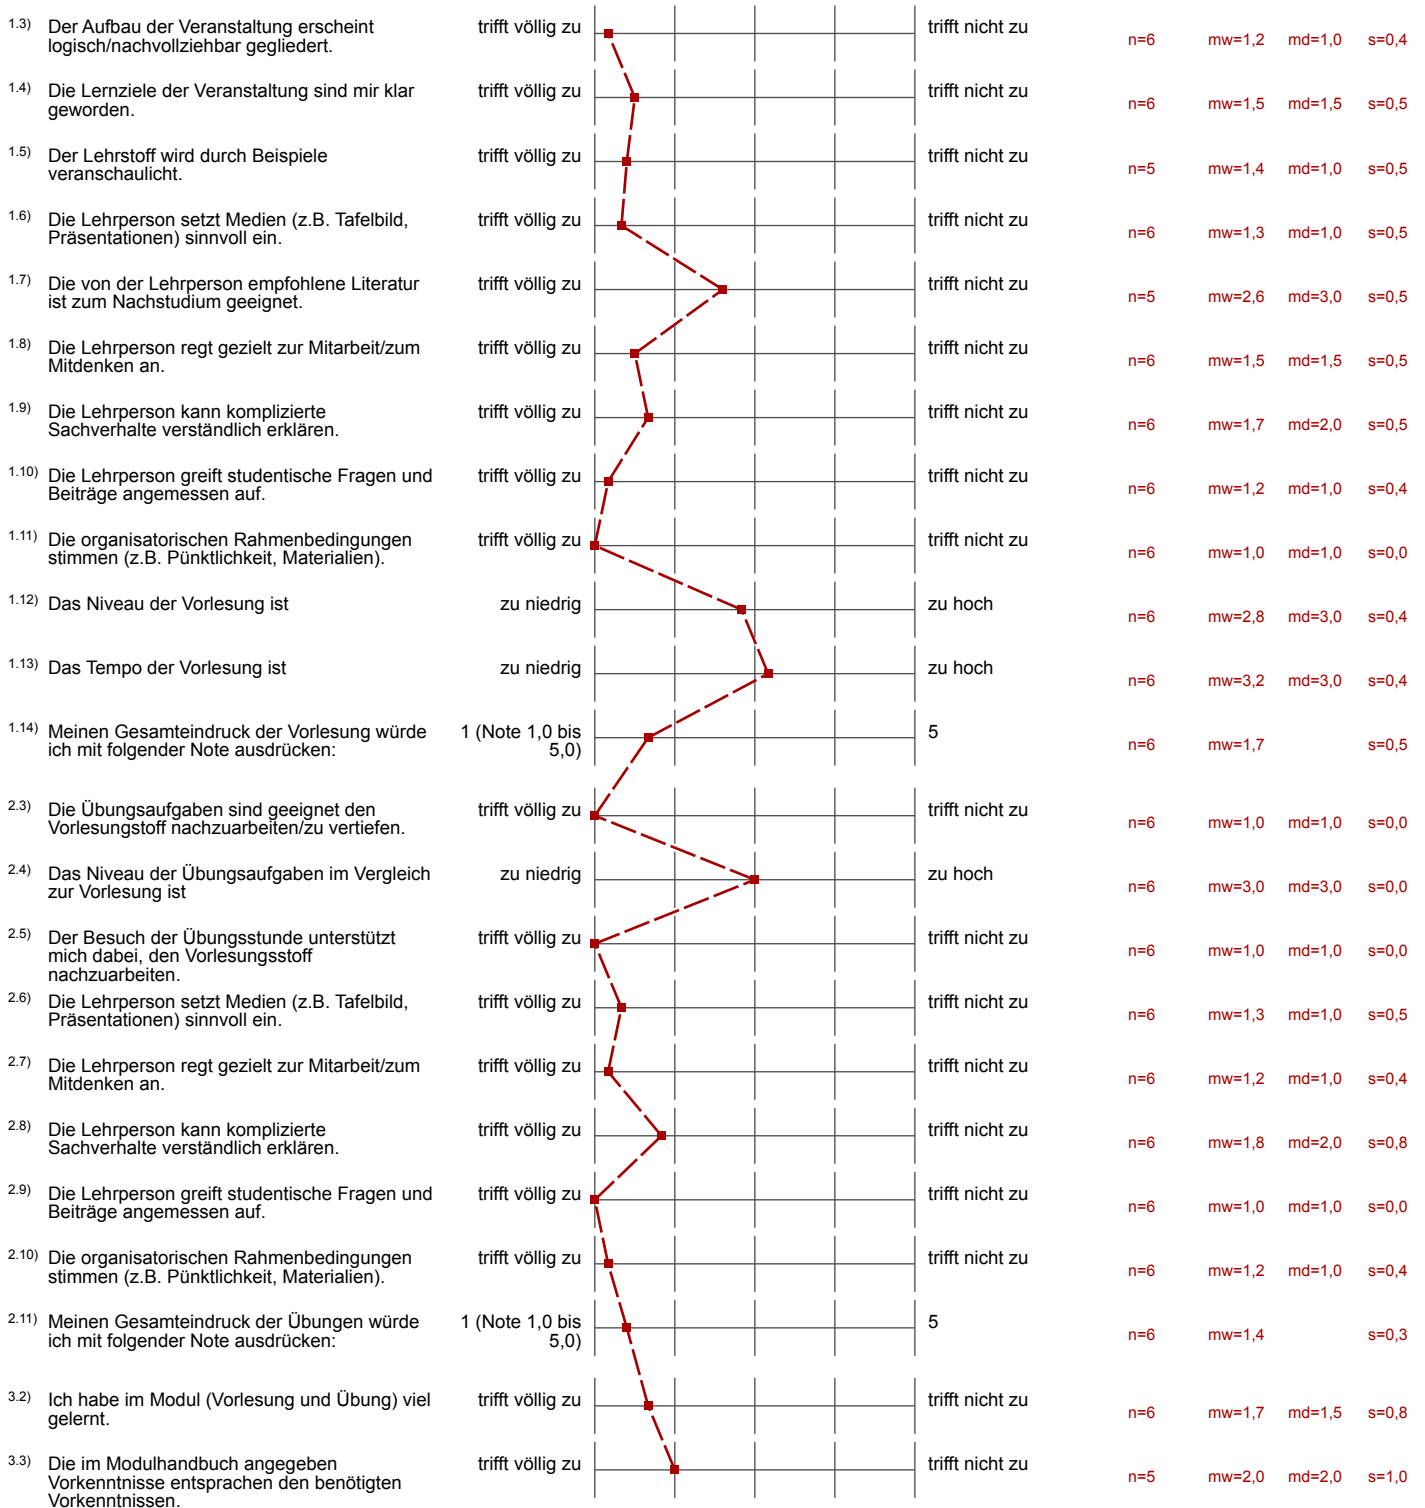 1.3) Der Aufbau der Veranstaltung erscheint logisch/nachvollziehbar gegliedert. trifft völlig zu trifft nicht zu n=6 mw=1,2 md=1,0 s=0,4
1.4) Die Lernziele der Veranstaltung sind mir klar geworden. trifft völlig zu trifft nicht zu n=6 mw=1,5 md=1,5 s=0,5
1.5) Der Lehrstoff wird durch Beispiele veranschaulicht. trifft völlig zu trifft nicht zu n=5 mw=1,4 md=1,0 s=0,5
1.6) Die Lehrperson setzt Medien (z.B. Tafelbild, Präsentationen) sinnvoll ein. trifft völlig zu trifft nicht zu n=6 mw=1,3 md=1,0 s=0,5
1.7) Die von der Lehrperson empfohlene Literatur ist zum Nachstudium geeignet. trifft völlig zu trifft nicht zu n=5 mw=2,6 md=3,0 s=0,5
1.8) Die Lehrperson regt gezielt zur Mitarbeit/zum Mitdenken an. trifft völlig zu trifft nicht zu n=6 mw=1,5 md=1,5 s=0,5
1.9) Die Lehrperson kann komplizierte Sachverhalte verständlich erklären. trifft völlig zu trifft nicht zu n=6 mw=1,7 md=2,0 s=0,5
1.10) Die Lehrperson greift studentische Fragen und Beiträge angemessen auf. trifft völlig zu trifft nicht zu n=6 mw=1,2 md=1,0 s=0,4
1.11) Die organisatorischen Rahmenbedingungen stimmen (z.B. Pünktlichkeit, Materialien). trifft völlig zu trifft nicht zu n=6 mw=1,0 md=1,0 s=0,0
1.12) Das Niveau der Vorlesung ist zu niedrig zu hoch n=6 mw=2,8 md=3,0 s=0,4
1.13) Das Tempo der Vorlesung ist zu niedrig zu hoch n=6 mw=3,2 md=3,0 s=0,4
1.14) Meinen Gesamteindruck der Vorlesung würde ich mit folgender Note ausdrücken: 1 (Note 1,0 bis 5,0) 5 n=6 mw=1,7 s=0,5
2.3) Die Übungsaufgaben sind geeignet den Vorlesungstoff nachzuarbeiten/zu vertiefen. trifft völlig zu trifft nicht zu n=6 mw=1,0 md=1,0 s=0,0
2.4) Das Niveau der Übungsaufgaben im Vergleich zur Vorlesung ist zu niedrig zu hoch n=6 mw=3,0 md=3,0 s=0,0
2.5) Der Besuch der Übungsstunde unterstützt mich dabei, den Vorlesungsstoff nachzuarbeiten. trifft völlig zu trifft nicht zu n=6 mw=1,0 md=1,0 s=0,0
2.6) Die Lehrperson setzt Medien (z.B. Tafelbild, Präsentationen) sinnvoll ein. trifft völlig zu trifft nicht zu n=6 mw=1,3 md=1,0 s=0,5
2.7) Die Lehrperson regt gezielt zur Mitarbeit/zum Mitdenken an. trifft völlig zu trifft nicht zu n=6 mw=1,2 md=1,0 s=0,4
2.8) Die Lehrperson kann komplizierte Sachverhalte verständlich erklären. trifft völlig zu trifft nicht zu n=6 mw=1,8 md=2,0 s=0,8
2.9) Die Lehrperson greift studentische Fragen und Beiträge angemessen auf. trifft völlig zu trifft nicht zu n=6 mw=1,0 md=1,0 s=0,0
2.10) Die organisatorischen Rahmenbedingungen stimmen (z.B. Pünktlichkeit, Materialien). trifft völlig zu trifft nicht zu n=6 mw=1,2 md=1,0 s=0,4
2.11) Meinen Gesamteindruck der Übungen würde ich mit folgender Note ausdrücken: 1 (Note 1,0 bis 5,0) 5 n=6 mw=1,4 s=0,3
3.2) Ich habe im Modul (Vorlesung und Übung) viel gelernt. trifft völlig zu trifft nicht zu n=6 mw=1,7 md=1,5 s=0,8
3.3) Die im Modulhandbuch angegeben Vorkenntnisse entsprachen den benötigten Vorkenntnissen. trifft völlig zu trifft nicht zu n=5 mw=2,0 md=2,0 s=1,0